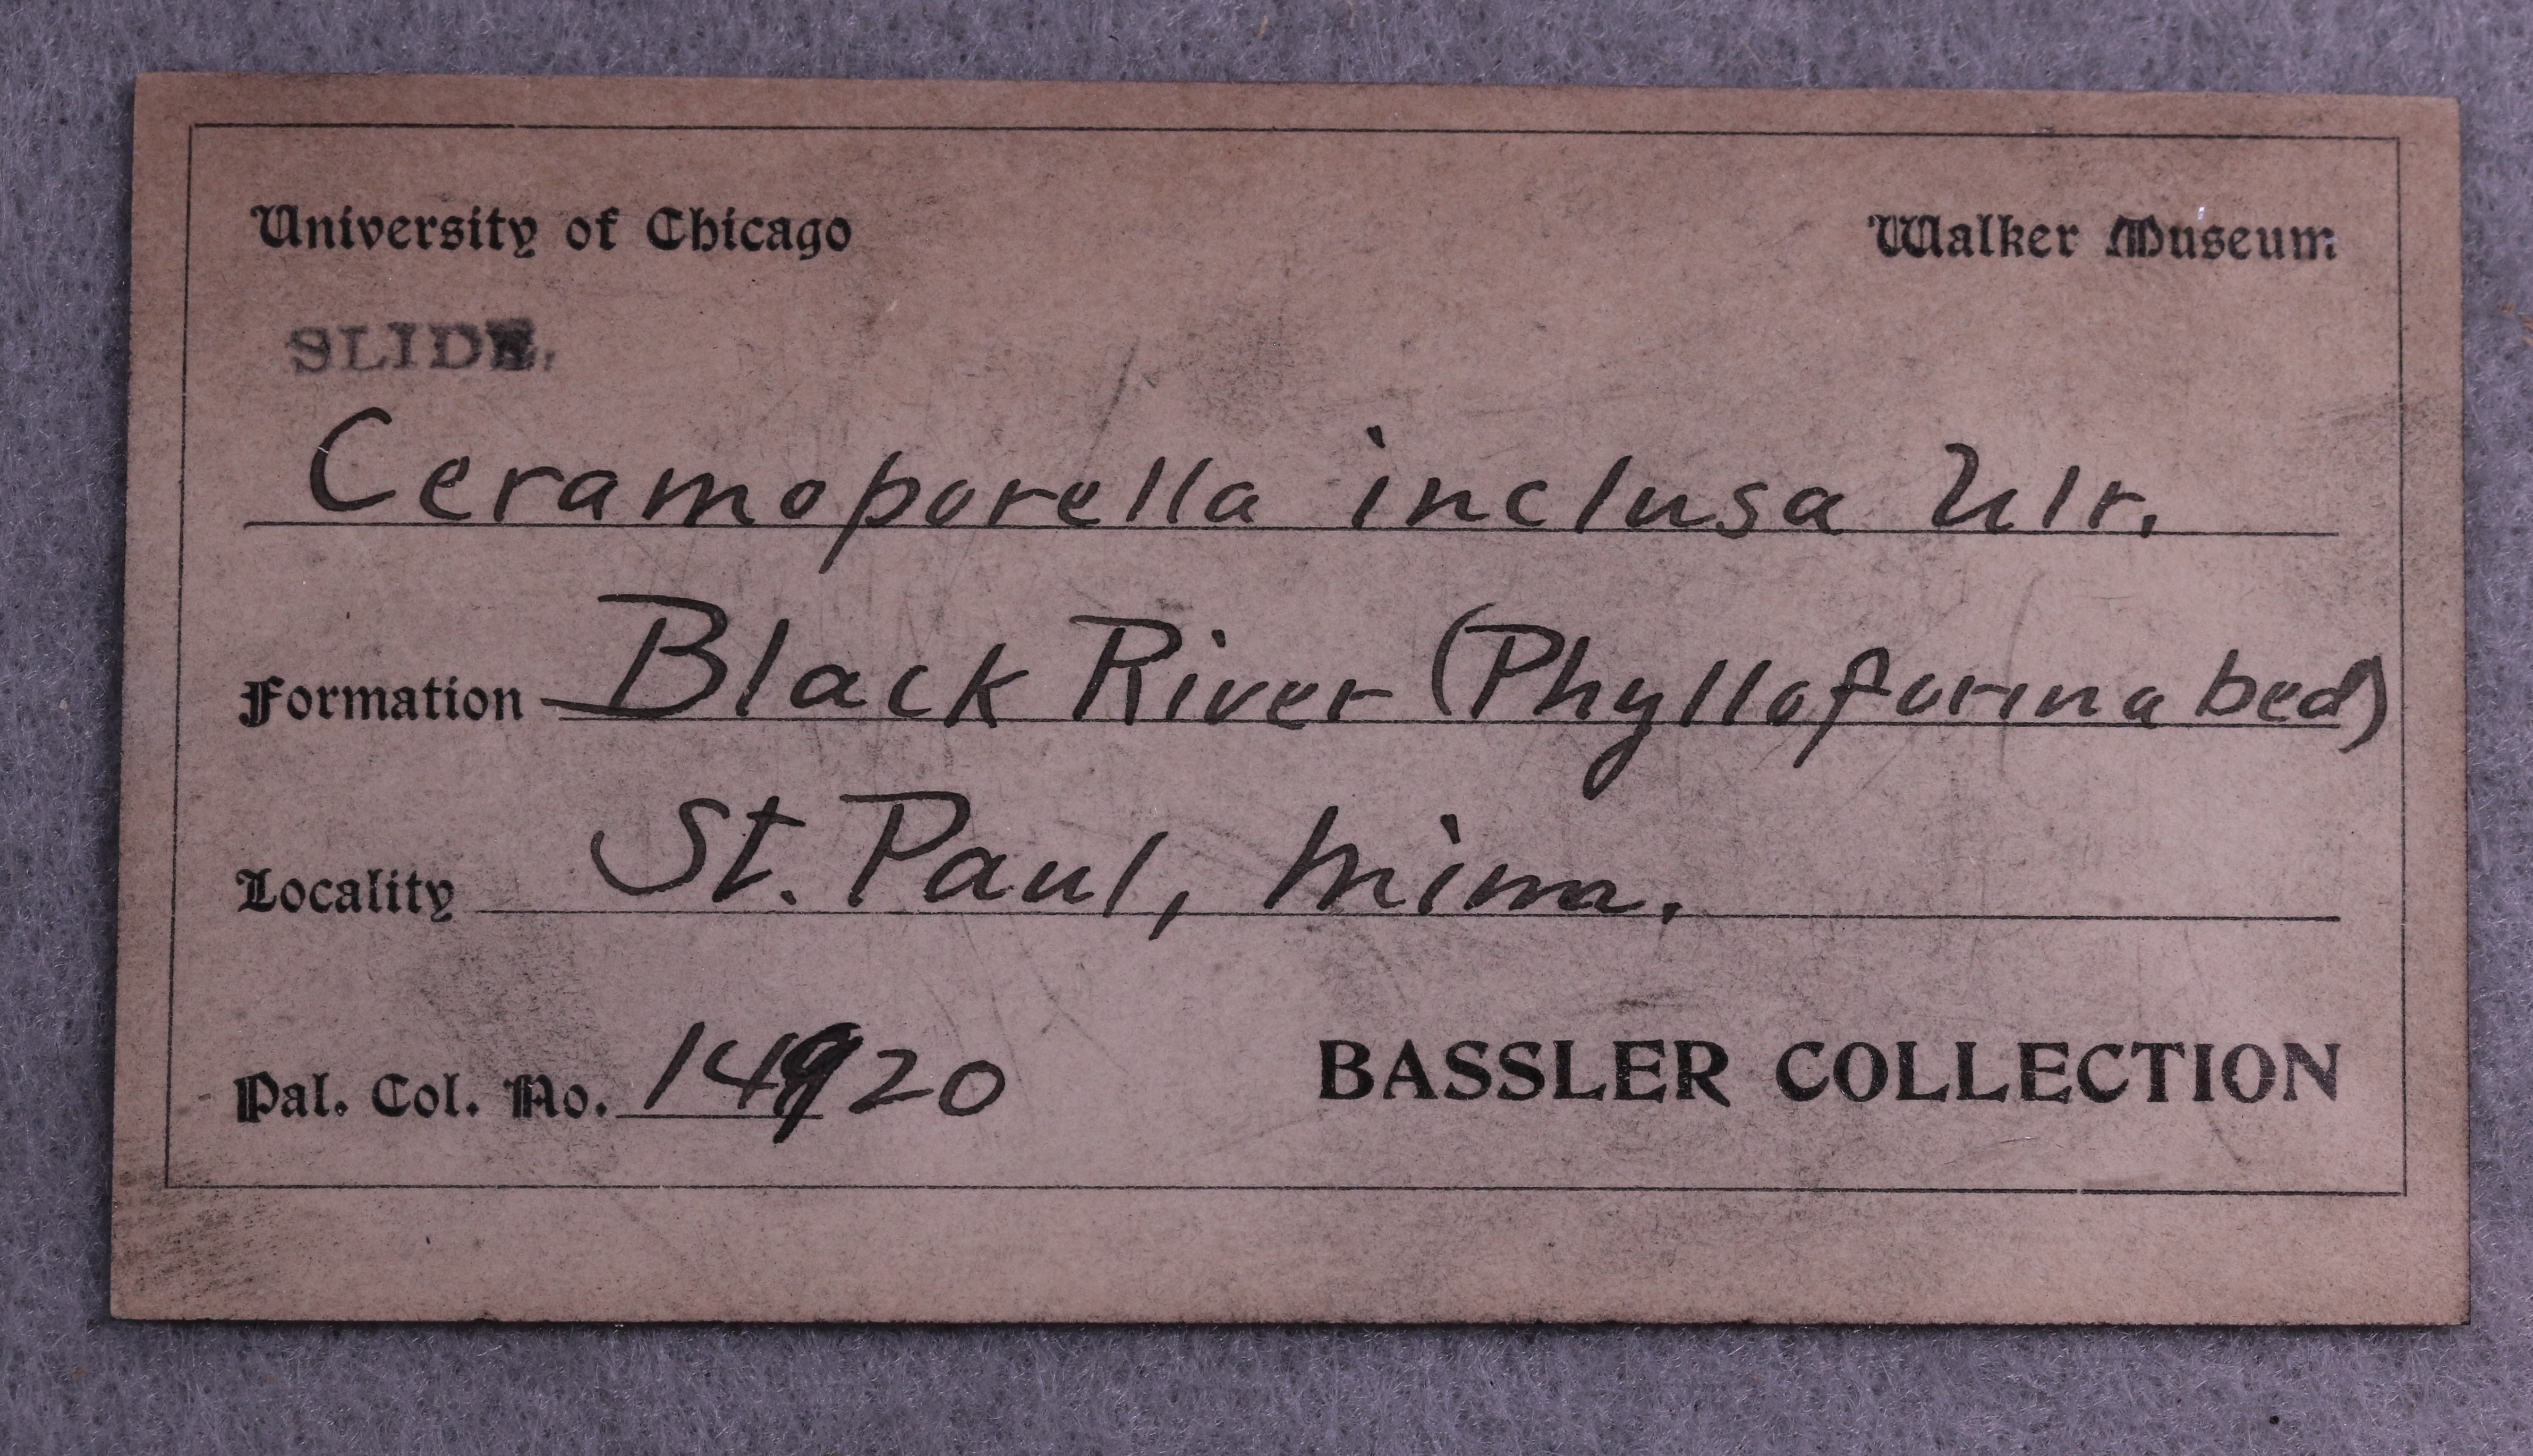 University of Chicago Walker Museum
SLIDE.
Ceramoporella inclusa Ulr.
Formation Black River (Phylloporina bed)
Locality St. Paul, Minn.
Pal. Col. No. 14920 BASSLER COLLECTION